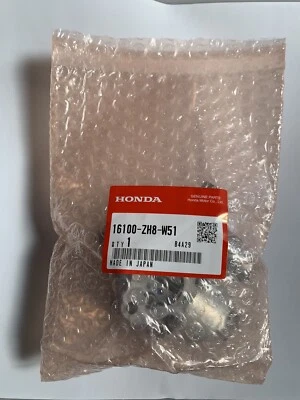 HONDA
GENUINE PARTS
Honda Motor Co., Ltd.
16100-ZH8-W51
QTY 1 B4A29
MADE IN JAPAN